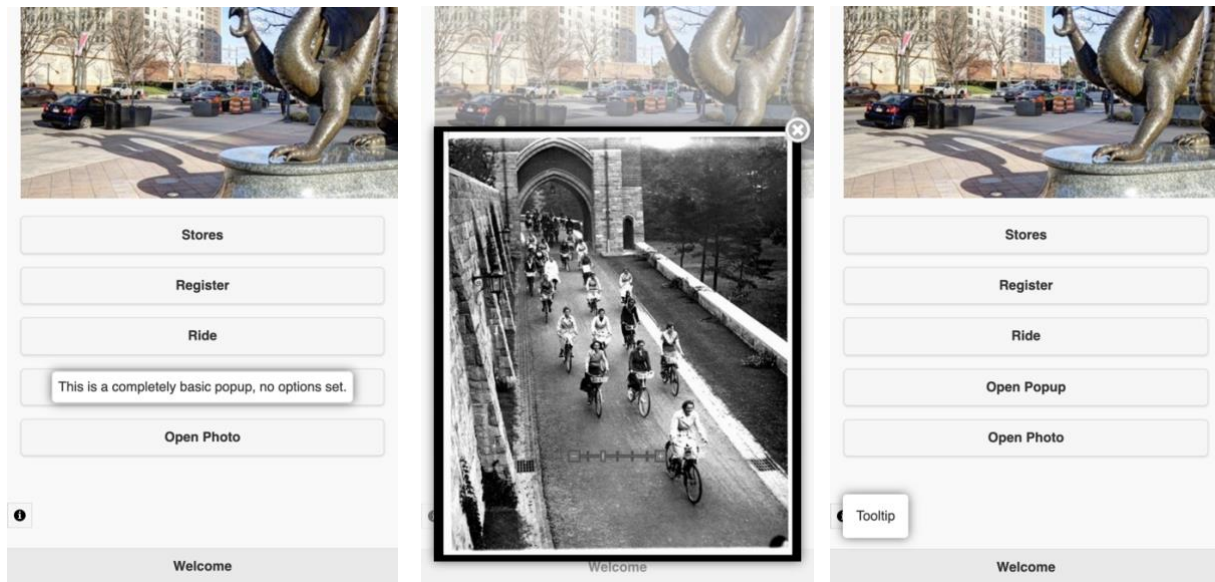 Stores
Register
Ride
This is a completely basic popup, no options set.
Open Photo
Welcome
Welcome
Stores
Register
Ride
Open Popup
Open Photo
Tooltip
Welcome